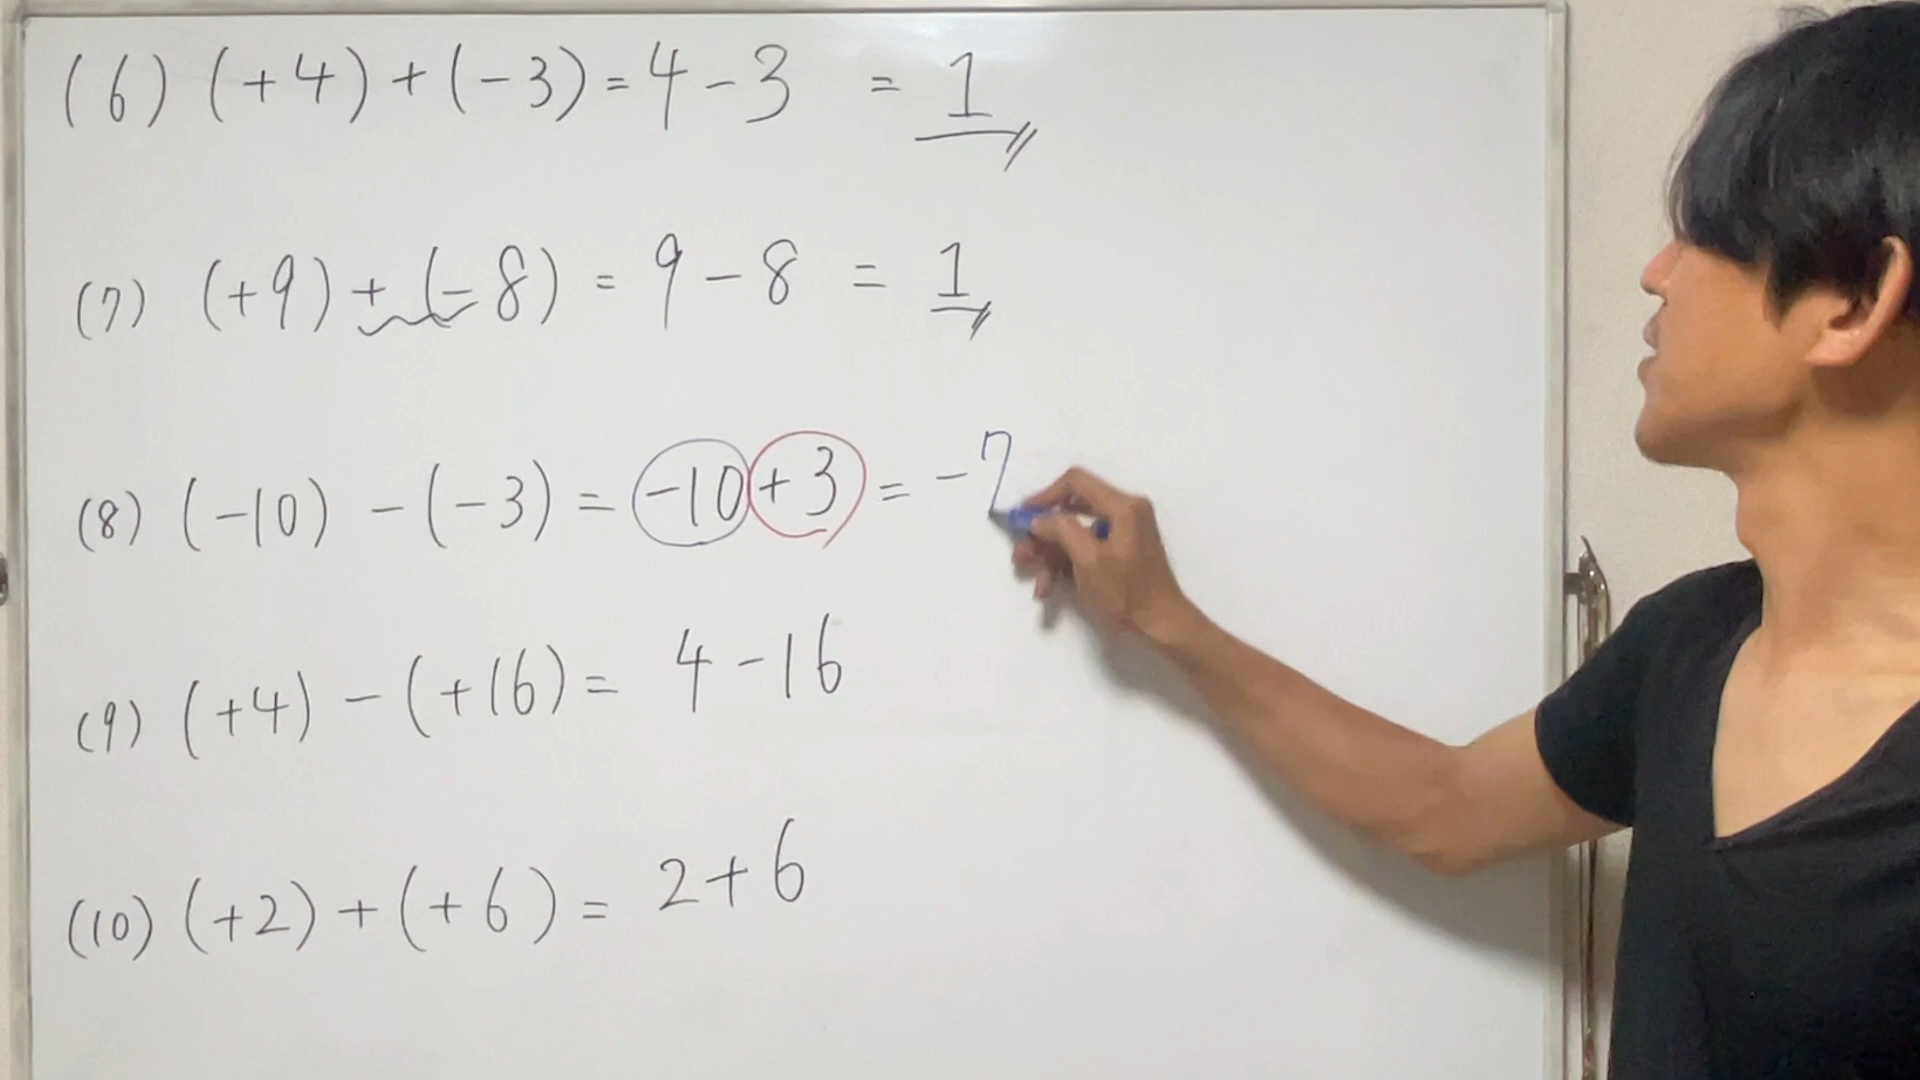 (6) (+4)+(-3)=4-3 =1
(7) (+9)+(-8)=9-8=1
(8) (-10)-(-3)=-10+3=-7
(9) (+4)-(+16)=4-16
(10) (+2)+(+6)=2+6